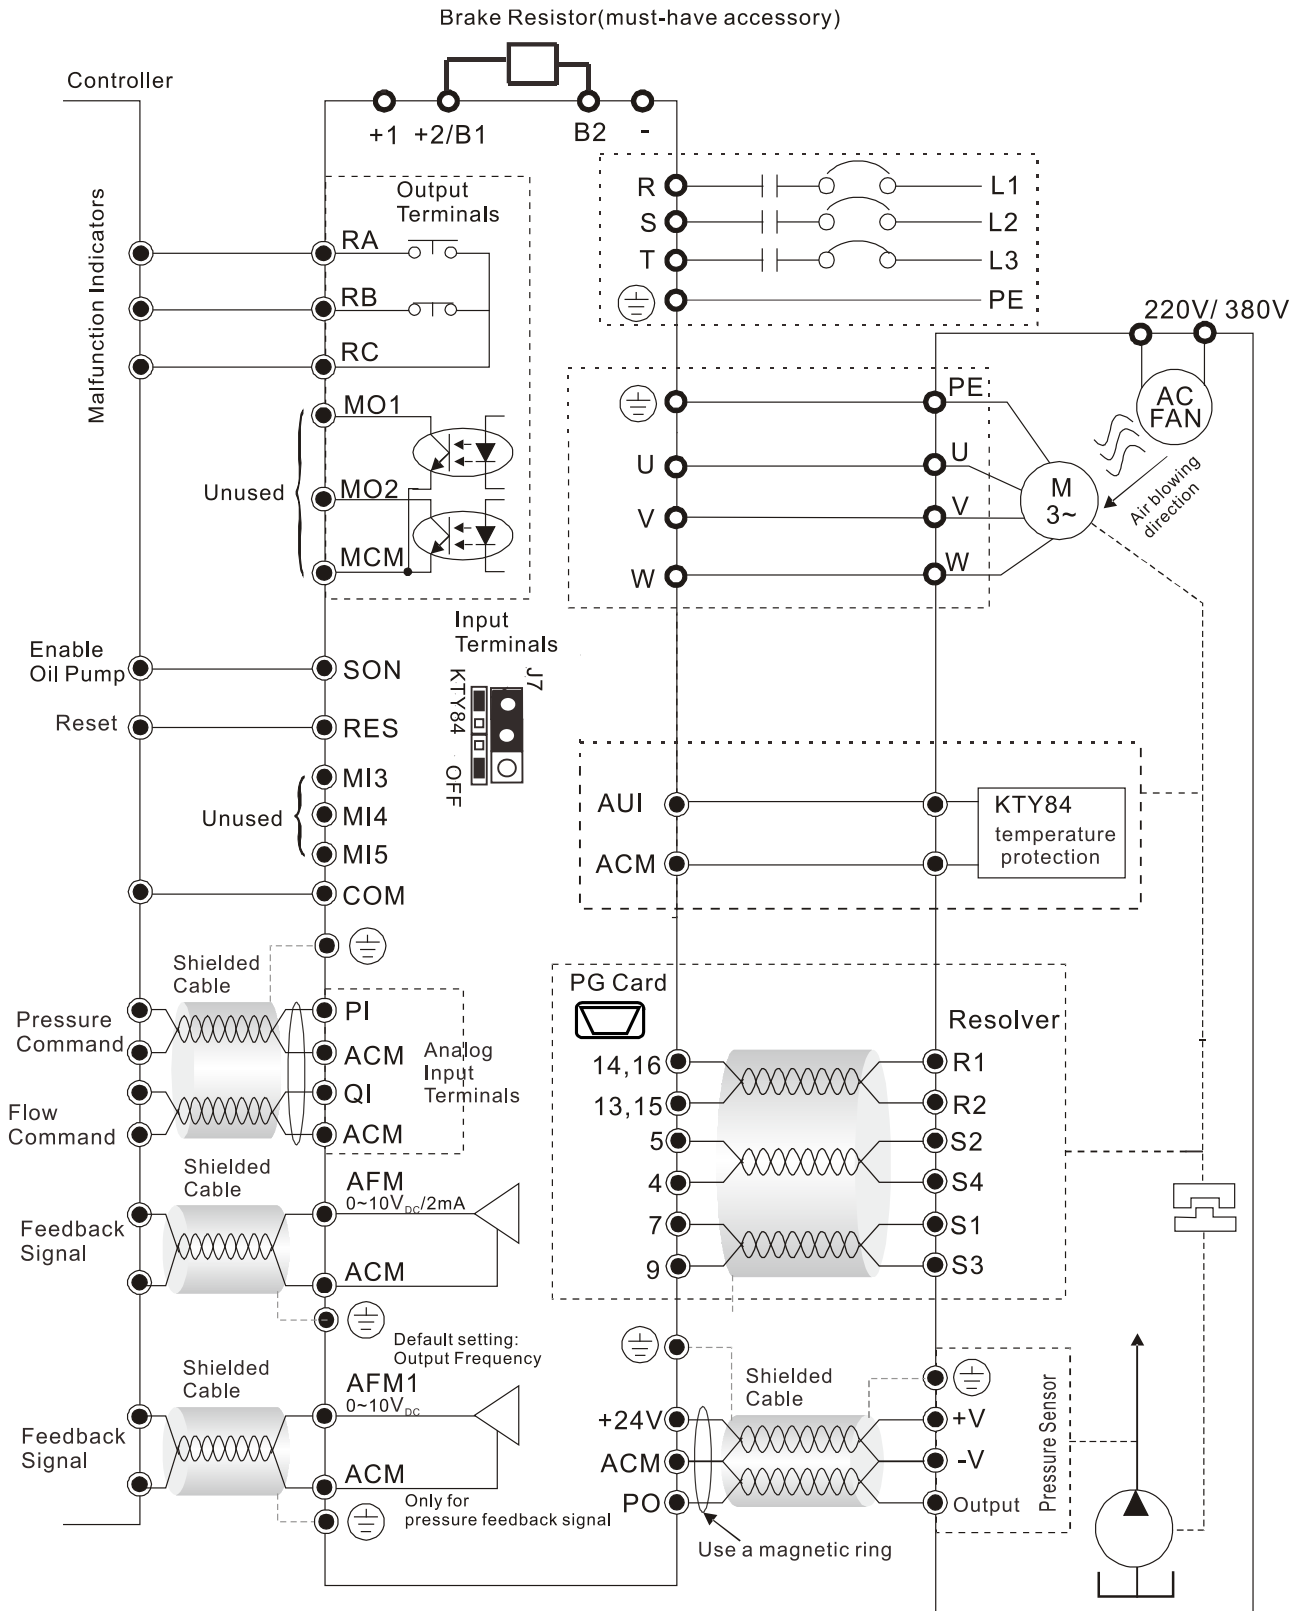 Brake Resistor(must-have accessory)
Controller
+1
+2/B1
B2
-
Malfunction Indicators
Output
Terminals
RA
RB
RC
MO1
MO2
MCM
Unused
R
S
T
L1
L2
L3
PE
220V/ 380V
AC
FAN
PE
U
V
W
U
V
W
M
3~
Air blowing
direction
Input
Terminals
J7
KTY84
OFF
Enable
Oil Pump
SON
Reset
RES
MI3
MI4
MI5
Unused
COM
AUI
ACM
KTY84
temperature
protection
Shielded
Cable
Pressure
Command
Flow
Command
PI
ACM
QI
ACM
Analog
Input
Terminals
PG Card
Resolver
14,16
13,15
5
4
7
9
R1
R2
S2
S4
S1
S3
Shielded
Cable
AFM
0~10VDC/2mA
Feedback
Signal
ACM
Default setting:
Output Frequency
Shielded
Cable
AFM1
0~10VDC
Feedback
Signal
ACM
Only for
pressure feedback signal
Shielded
Cable
+24V
ACM
PO
+V
-V
Output
Pressure Sensor
Use a magnetic ring